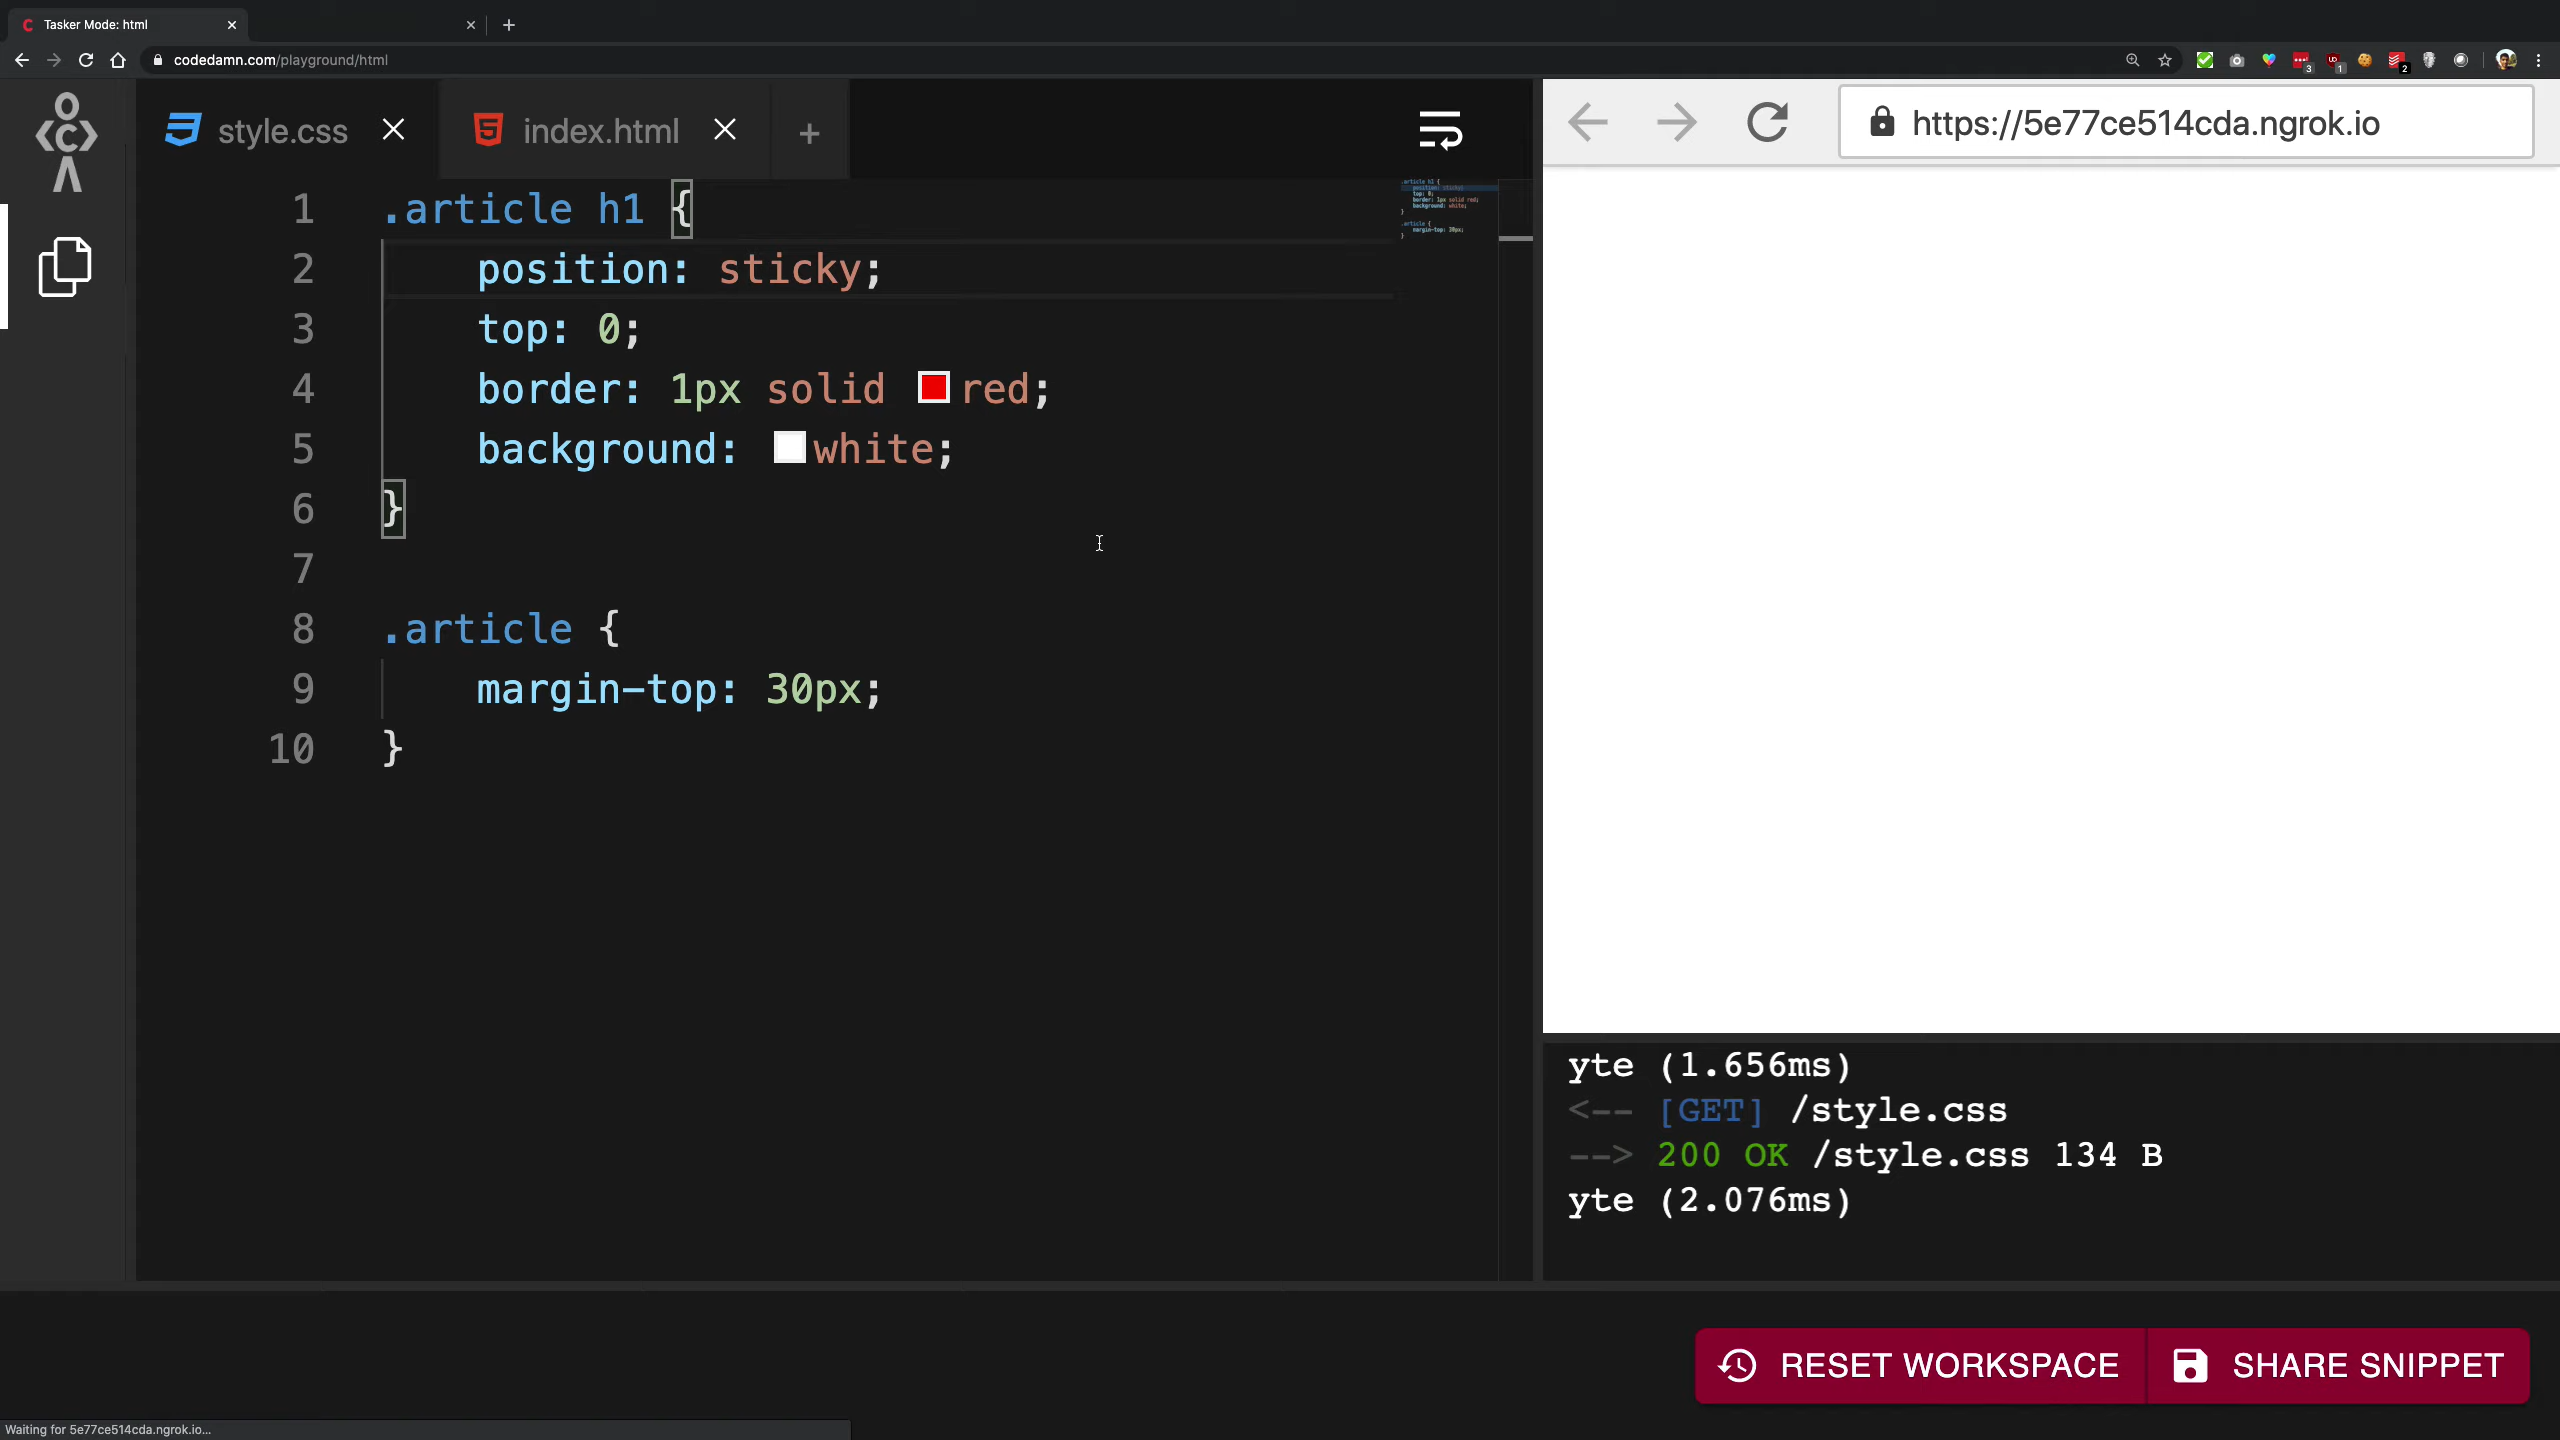 Tasker Mode: html
codedamn.com/playground/html
style.css
index.html
https://5e77ce514cda.ngrok.io
1 .article h1 {
2 position: sticky;
3 top: 0;
4 border: 1px solid red;
5 background: white;
6 }
7
8 .article {
9 margin-top: 30px;
10 }
yte (1.656ms)
<-- [GET] /style.css
--> 200 OK /style.css 134 B
yte (2.076ms)
RESET WORKSPACE
SHARE SNIPPET
Waiting for 5e77ce514cda.ngrok.io...